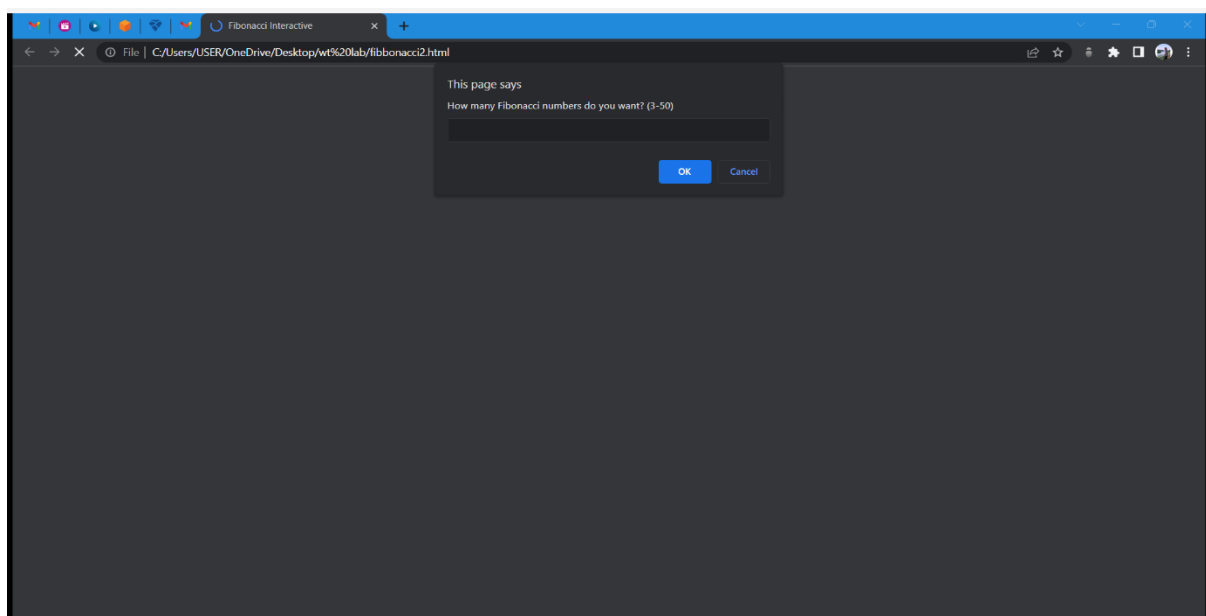 Fibonacci Interactive
File | C:/Users/USER/OneDrive/Desktop/wt%20lab/fibbonacci2.html
This page says
How many Fibonacci numbers do you want? (3-50)
OK Cancel